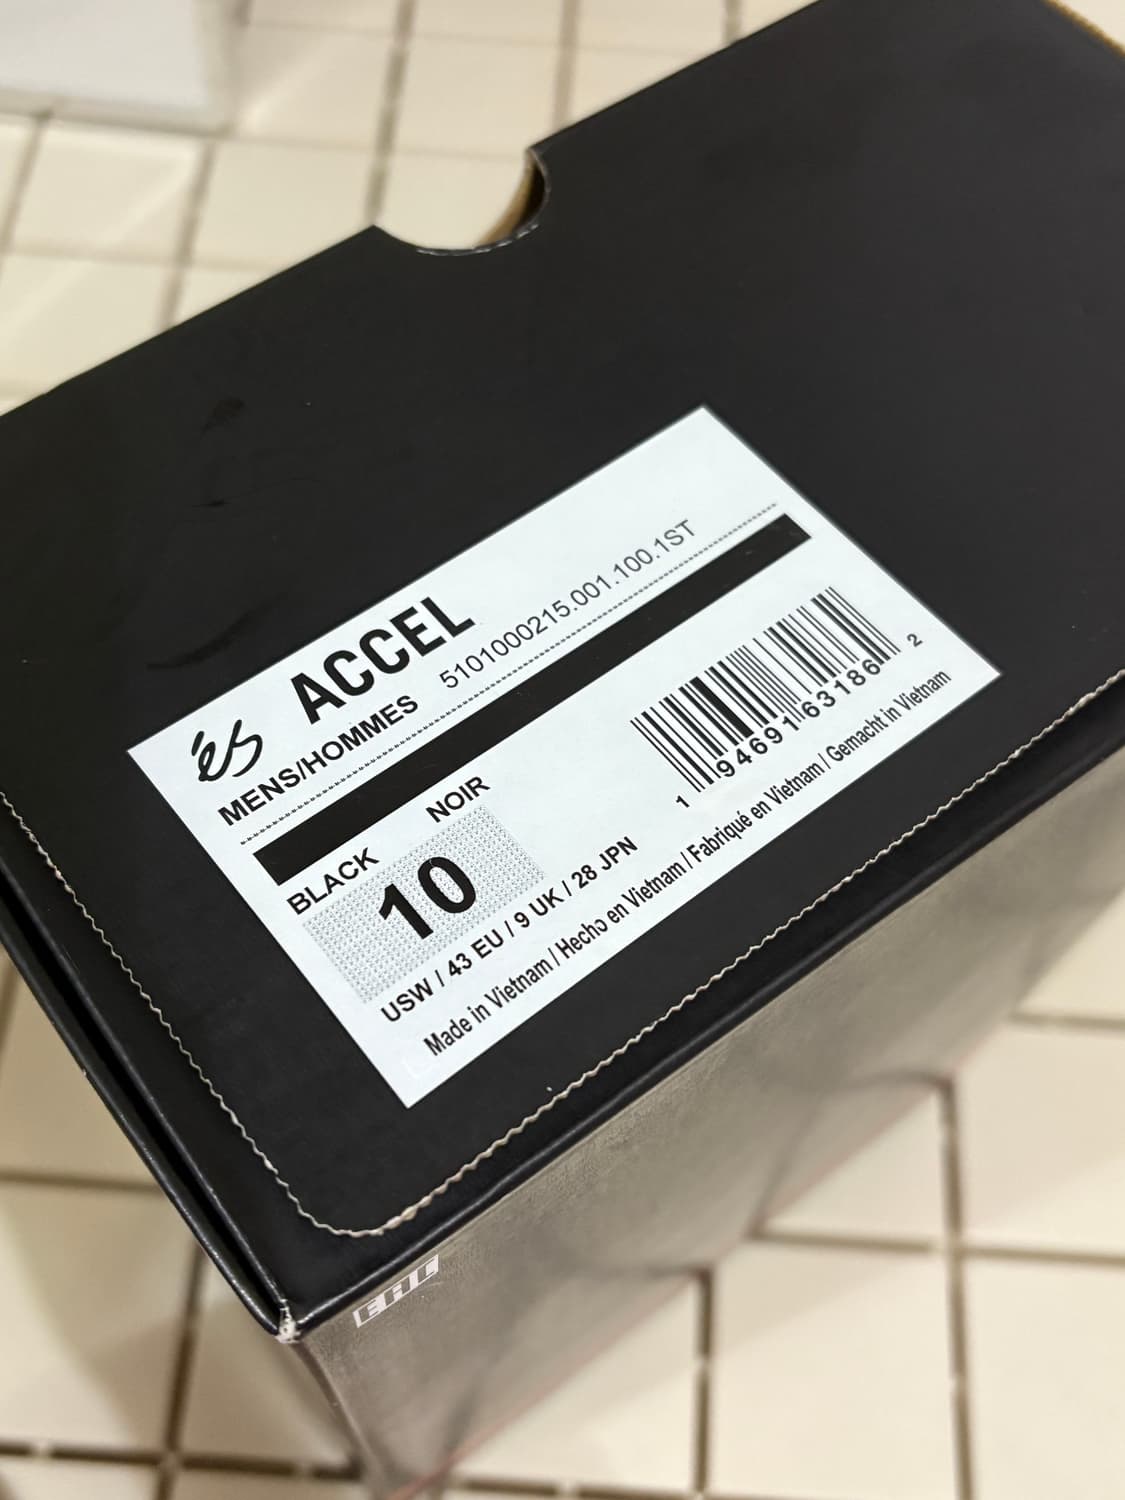 éS ACCEL
MENS/HOMMES 5101000215.001.100.1ST
BLACK NOIR
10
USW / 43 EU / 9 UK / 28 JPN
1 94691 63186 2
Made in Vietnam / Hecho en Vietnam / Fabriqué en Vietnam / Gemacht in Vietnam
EAC